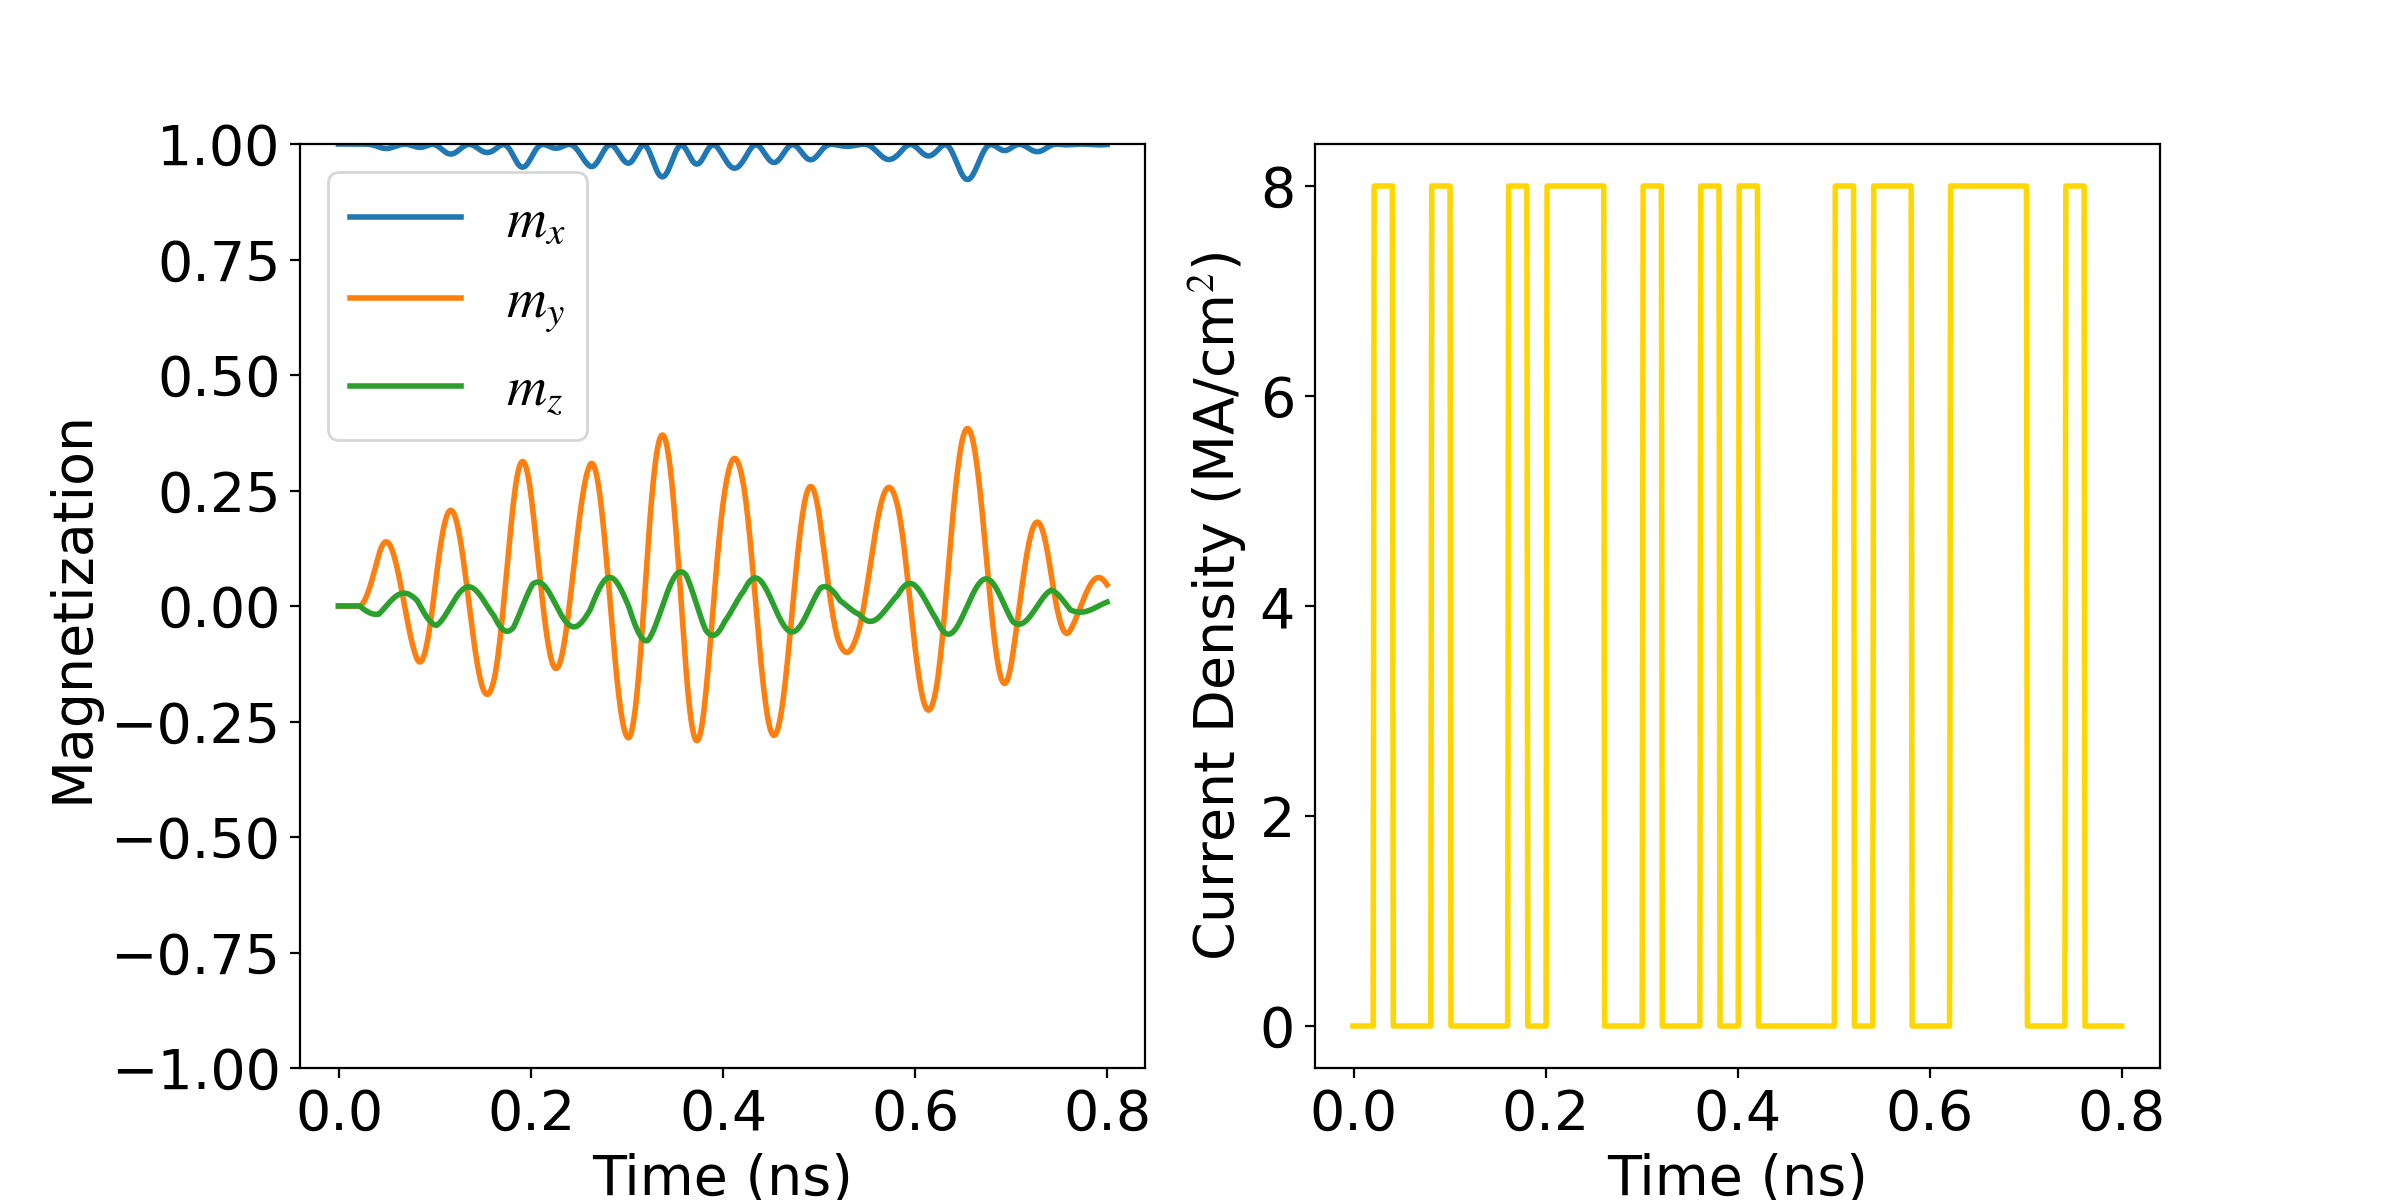 1.00
0.75
0.50
0.25
0.00
−0.25
−0.50
−0.75
−1.00
Magnetization
m_x
m_y
m_z
0.0 0.2 0.4 0.6 0.8
Time (ns)
8
6
4
2
0
Current Density (MA/cm²)
0.0 0.2 0.4 0.6 0.8
Time (ns)